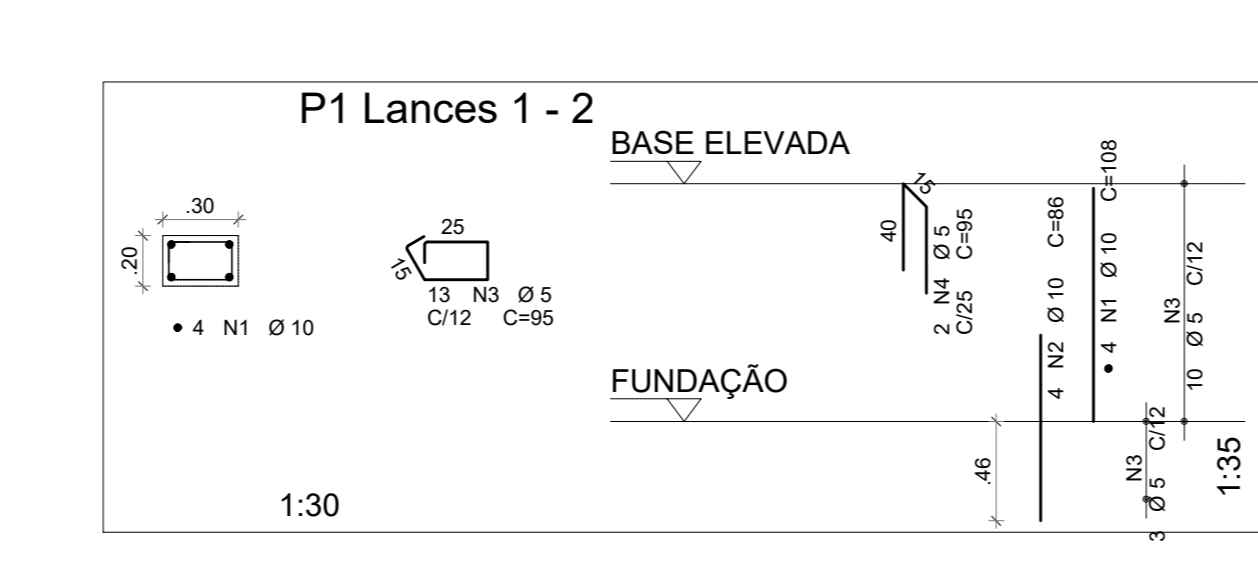 P1 Lances 1 - 2
BASE ELEVADA
.30
.20
4 N1 Ø 10
25
15
13 N3 Ø 5
C/12 C=95
15
40
2 N4 Ø 5
C/25 C=95
4 N2 Ø 10 C=86
4 N1 Ø 10 C=108
N3
10 Ø 5 C/12
FUNDAÇÃO
.46
N3
3 Ø 5 C/12
1:30
1:35